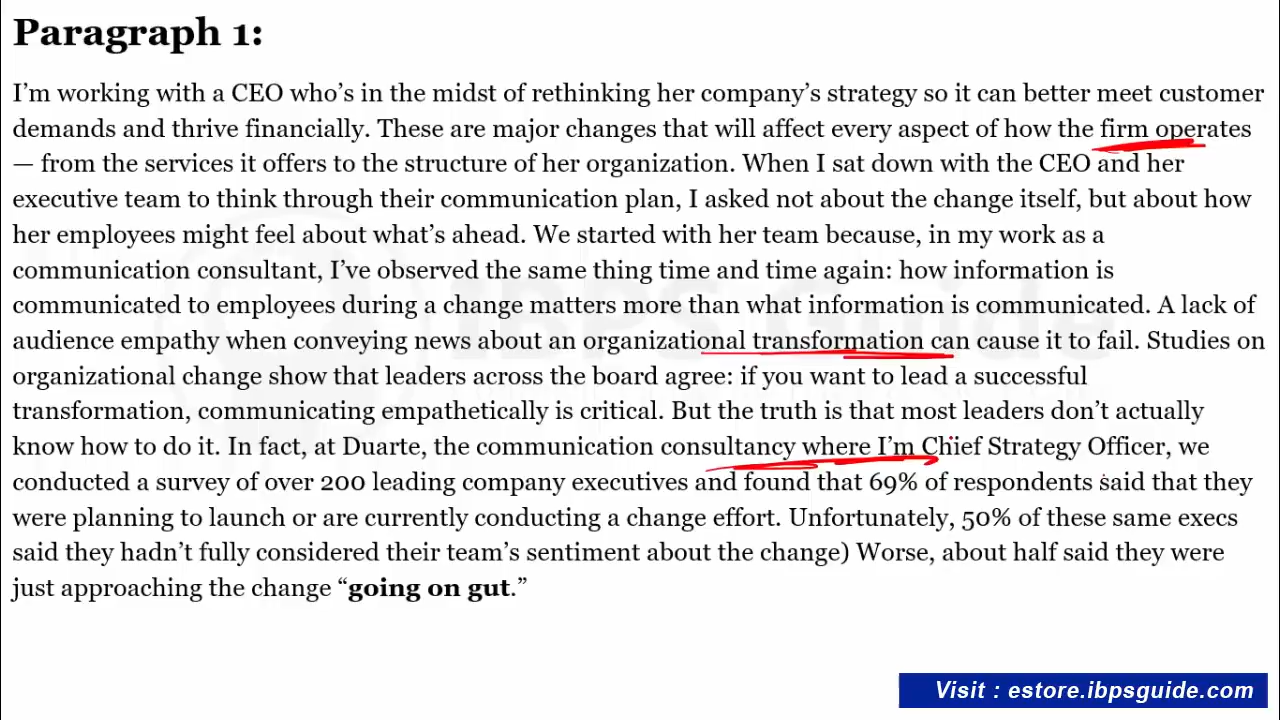 Paragraph 1:
I'm working with a CEO who's in the midst of rethinking her company's strategy so it can better meet customer
demands and thrive financially. These are major changes that will affect every aspect of how the firm operates
— from the services it offers to the structure of her organization. When I sat down with the CEO and her
executive team to think through their communication plan, I asked not about the change itself, but about how
her employees might feel about what's ahead. We started with her team because, in my work as a
communication consultant, I've observed the same thing time and time again: how information is
communicated to employees during a change matters more than what information is communicated. A lack of
audience empathy when conveying news about an organizational transformation can cause it to fail. Studies on
organizational change show that leaders across the board agree: if you want to lead a successful
transformation, communicating empathetically is critical. But the truth is that most leaders don't actually
know how to do it. In fact, at Duarte, the communication consultancy where I'm Chief Strategy Officer, we
conducted a survey of over 200 leading company executives and found that 69% of respondents said that they
were planning to launch or are currently conducting a change effort. Unfortunately, 50% of these same execs
said they hadn't fully considered their team's sentiment about the change) Worse, about half said they were
just approaching the change “going on gut.”
Visit : estore.ibpsguide.com